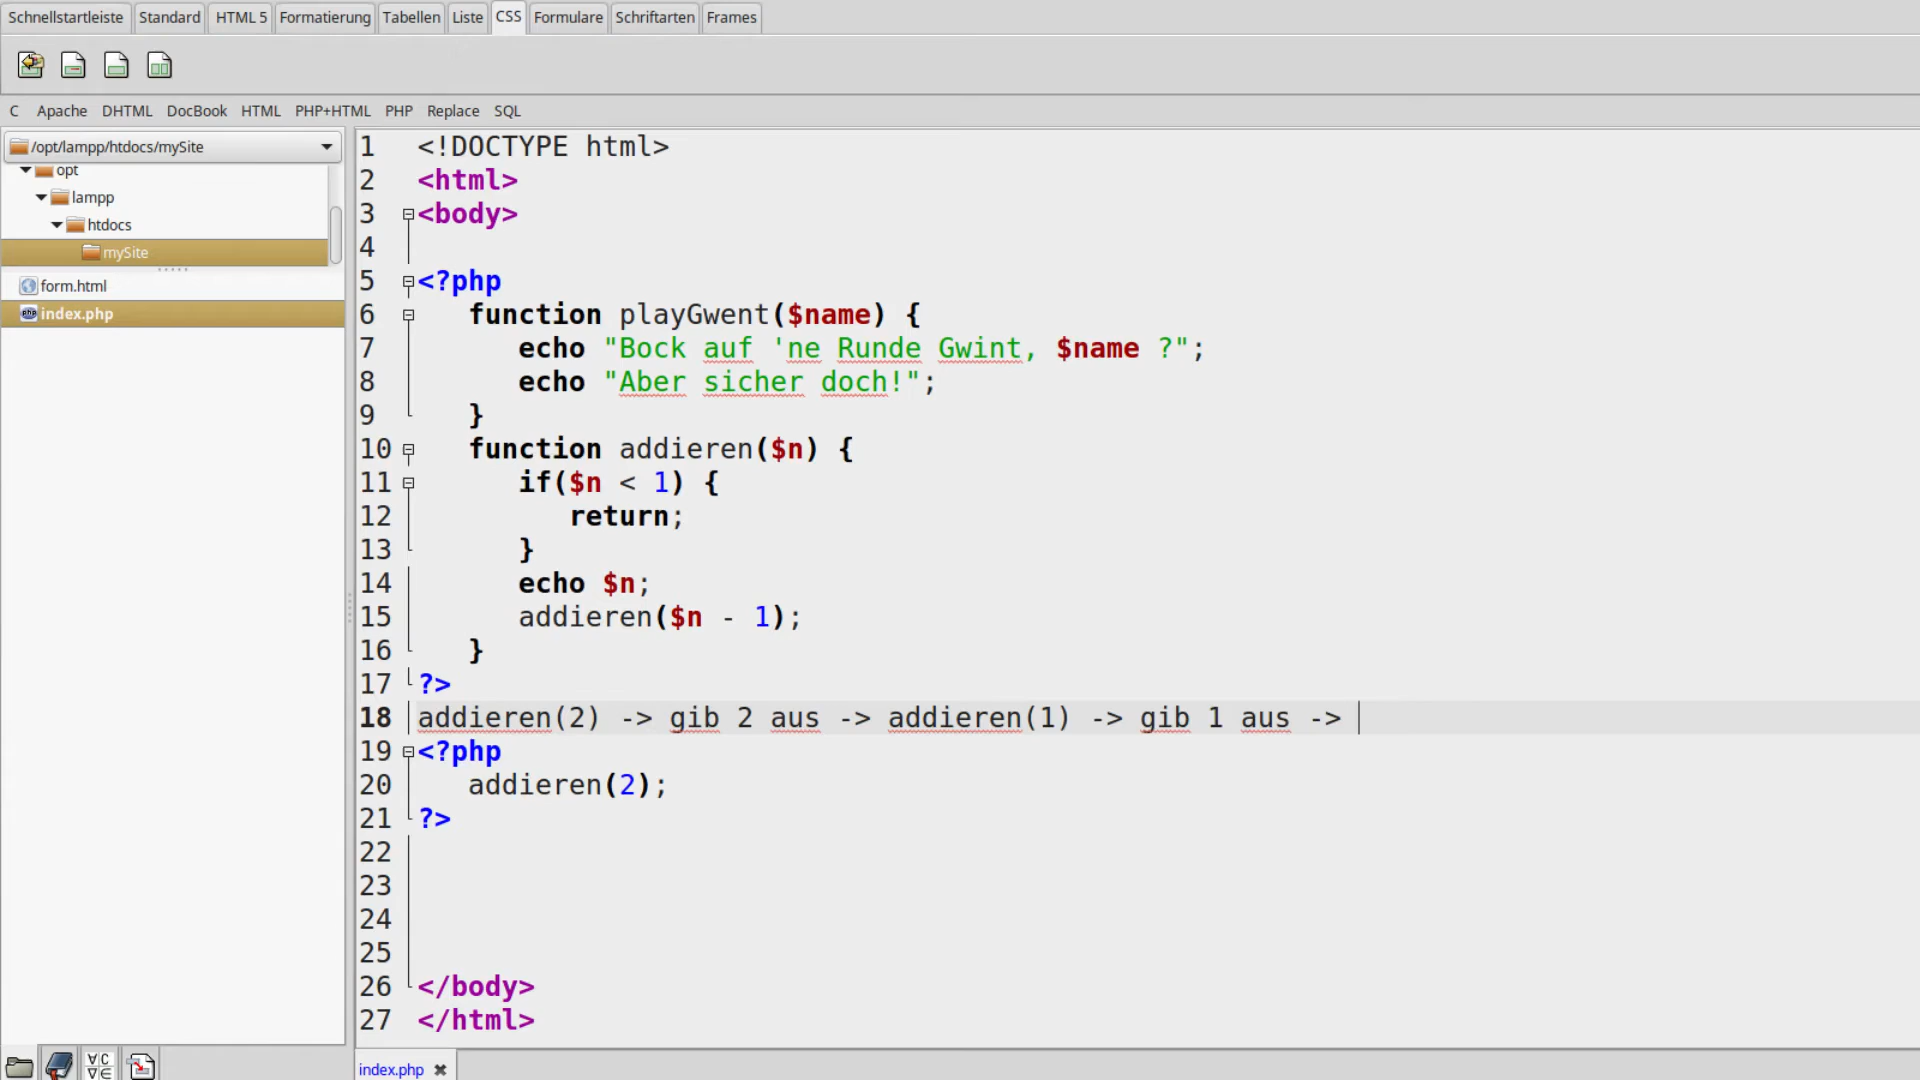 Schnellstartleiste Standard HTML 5 Formatierung Tabellen Liste CSS Formulare Schriftarten Frames
C Apache DHTML DocBook HTML PHP+HTML PHP Replace SQL
/opt/lampp/htdocs/mySite
opt
lampp
htdocs
mySite
form.html
index.php
1 <!DOCTYPE html>
2 <html>
3 <body>
4
5 <?php
6 function playGwent($name) {
7 echo "Bock auf 'ne Runde Gwint, $name ?";
8 echo "Aber sicher doch!";
9 }
10 function addieren($n) {
11 if($n < 1) {
12 return;
13 }
14 echo $n;
15 addieren($n - 1);
16 }
17 ?>
18 addieren(2) -> gib 2 aus -> addieren(1) -> gib 1 aus ->
19 <?php
20 addieren(2);
21 ?>
22
23
24
25
26 </body>
27 </html>
index.php